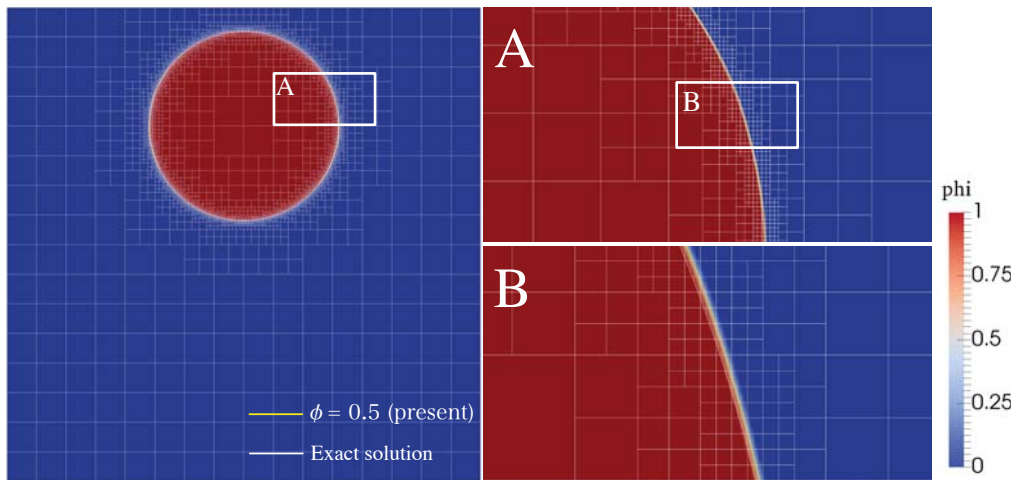 A
ϕ = 0.5 (present)
Exact solution
A
B
B
phi
1
0.75
0.5
0.25
0